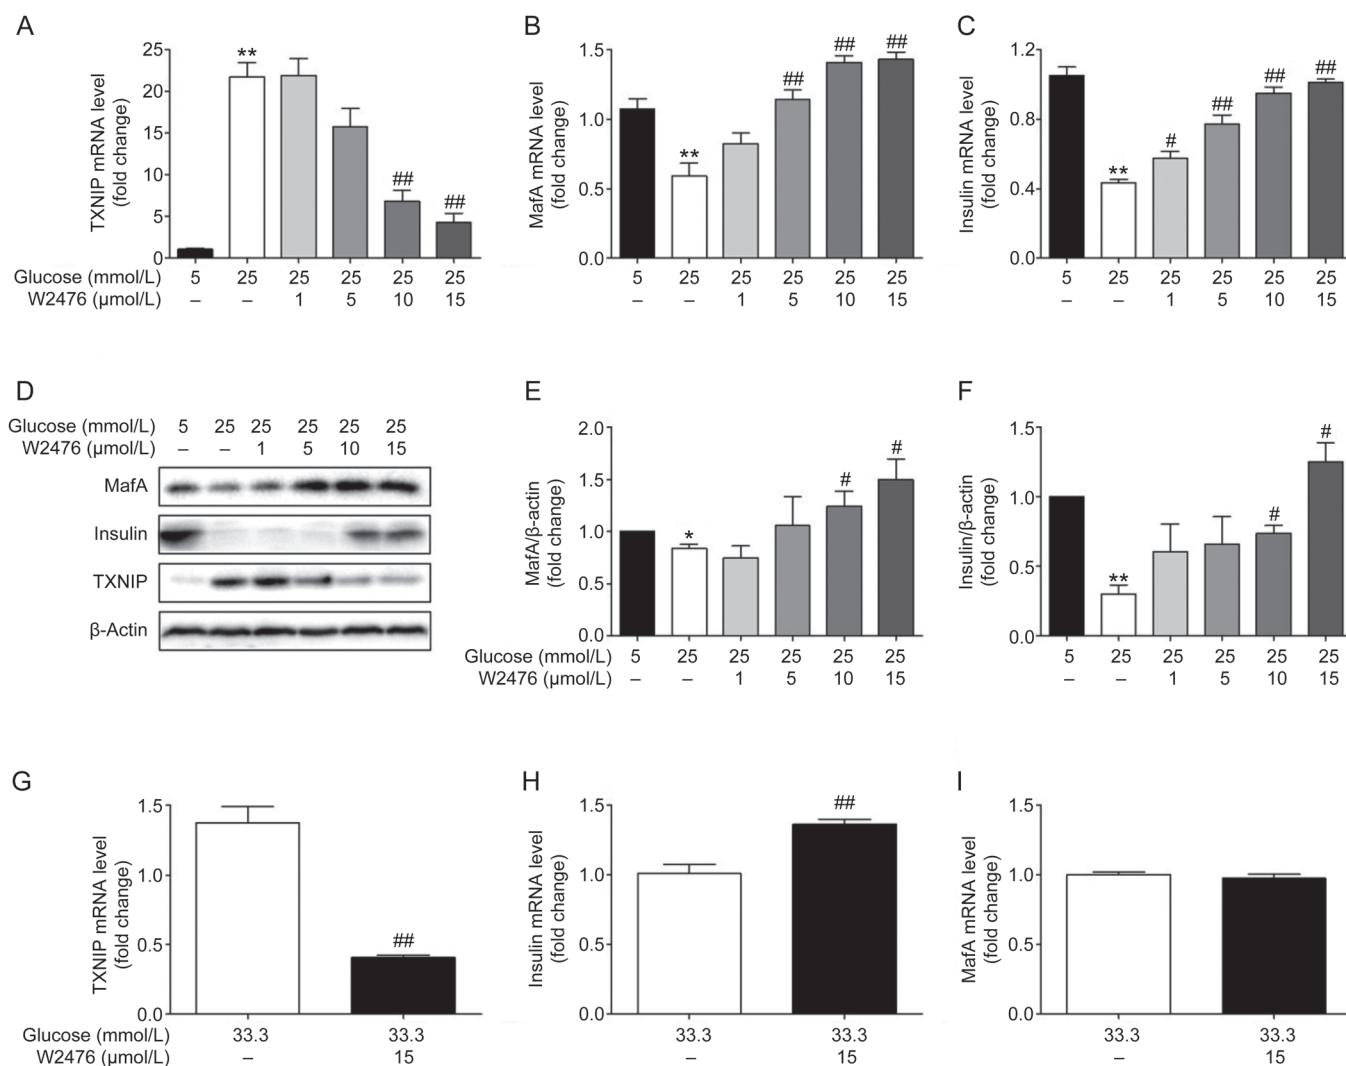 A
TXNIP mRNA level
(fold change)
25
20
15
10
5
0
**
##
##
Glucose (mmol/L) 5 25 25 25 25 25
W2476 (μmol/L) – – 1 5 10 15
B
MafA mRNA level
(fold change)
1.5
1.0
0.5
0.0
**
##
##
##
5 25 25 25 25 25
– – 1 5 10 15
C
Insulin mRNA level
(fold change)
1.2
0.8
0.4
0.0
**
#
##
##
##
5 25 25 25 25 25
– – 1 5 10 15
D
Glucose (mmol/L) 5 25 25 25 25 25
W2476 (μmol/L) – – 1 5 10 15
MafA
Insulin
TXNIP
β-Actin
E
MafA/β-actin
(fold change)
2.0
1.5
1.0
0.5
0.0
*
#
#
Glucose (mmol/L) 5 25 25 25 25 25
W2476 (μmol/L) – – 1 5 10 15
F
Insulin/β-actin
(fold change)
1.5
1.0
0.5
0.0
**
#
#
5 25 25 25 25 25
– – 1 5 10 15
G
TXNIP mRNA level
(fold change)
1.5
1.0
0.5
0.0
##
Glucose (mmol/L) 33.3 33.3
W2476 (μmol/L) – 15
H
Insulin mRNA level
(fold change)
1.5
1.0
0.5
0.0
##
33.3 33.3
– 15
I
MafA mRNA level
(fold change)
1.5
1.0
0.5
0.0
33.3 33.3
– 15